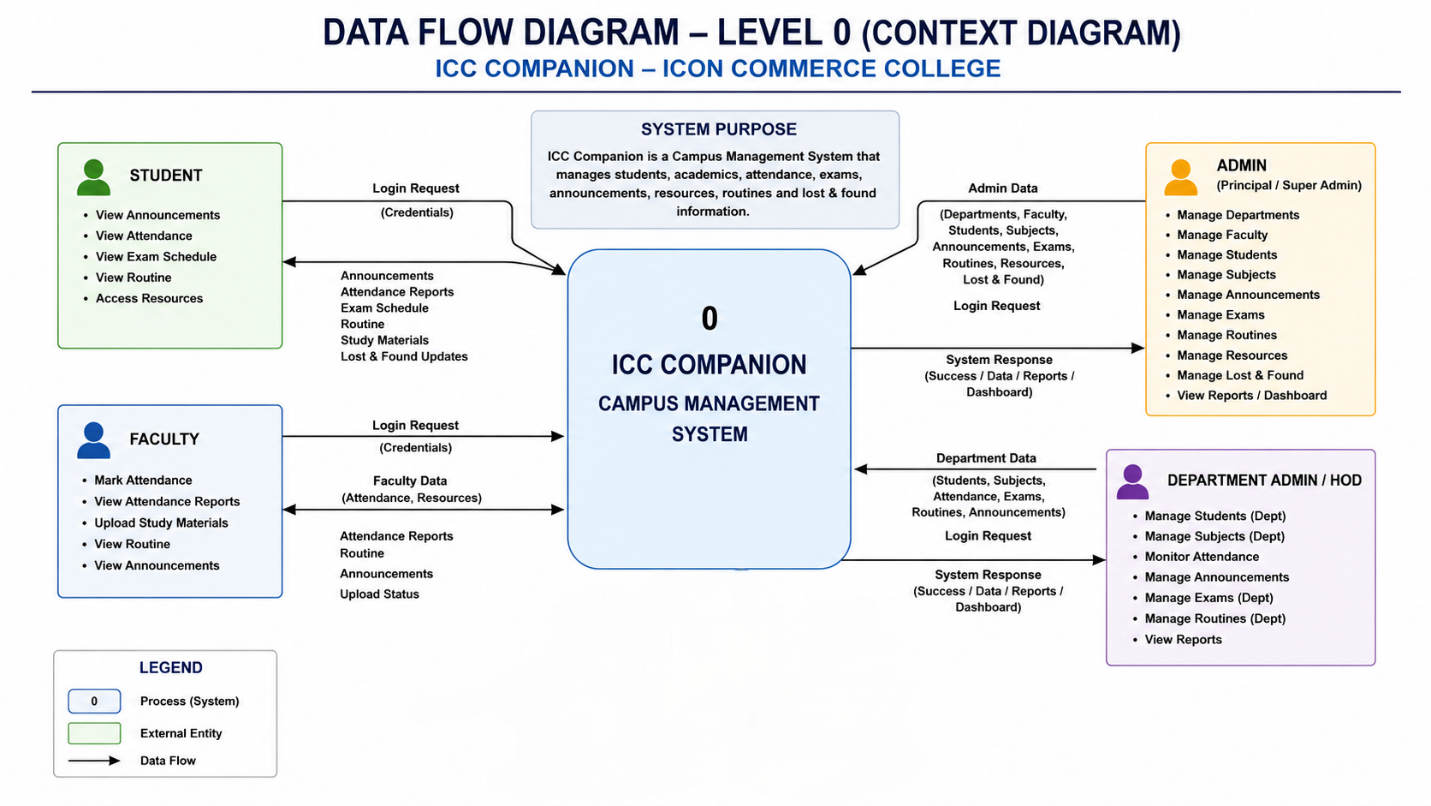 DATA FLOW DIAGRAM – LEVEL 0 (CONTEXT DIAGRAM)
ICC COMPANION – ICON COMMERCE COLLEGE
SYSTEM PURPOSE
ICC Companion is a Campus Management System that
manages students, academics, attendance, exams,
announcements, resources, routines and lost & found
information.
STUDENT
• View Announcements
• View Attendance
• View Exam Schedule
• View Routine
• Access Resources
Login Request
(Credentials)
Announcements
Attendance Reports
Exam Schedule
Routine
Study Materials
Lost & Found Updates
FACULTY
• Mark Attendance
• View Attendance Reports
• Upload Study Materials
• View Routine
• View Announcements
Login Request
(Credentials)
Faculty Data
(Attendance, Resources)
Attendance Reports
Routine
Announcements
Upload Status
0
ICC COMPANION
CAMPUS MANAGEMENT
SYSTEM
Admin Data
(Departments, Faculty,
Students, Subjects,
Announcements, Exams,
Routines, Resources,
Lost & Found)
Login Request
System Response
(Success / Data / Reports /
Dashboard)
ADMIN
(Principal / Super Admin)
• Manage Departments
• Manage Faculty
• Manage Students
• Manage Subjects
• Manage Announcements
• Manage Exams
• Manage Routines
• Manage Resources
• Manage Lost & Found
• View Reports / Dashboard
Department Data
(Students, Subjects,
Attendance, Exams,
Routines, Announcements)
Login Request
System Response
(Success / Data / Reports /
Dashboard)
DEPARTMENT ADMIN / HOD
• Manage Students (Dept)
• Manage Subjects (Dept)
• Monitor Attendance
• Manage Announcements
• Manage Exams (Dept)
• Manage Routines (Dept)
• View Reports
LEGEND
0 Process (System)
External Entity
Data Flow